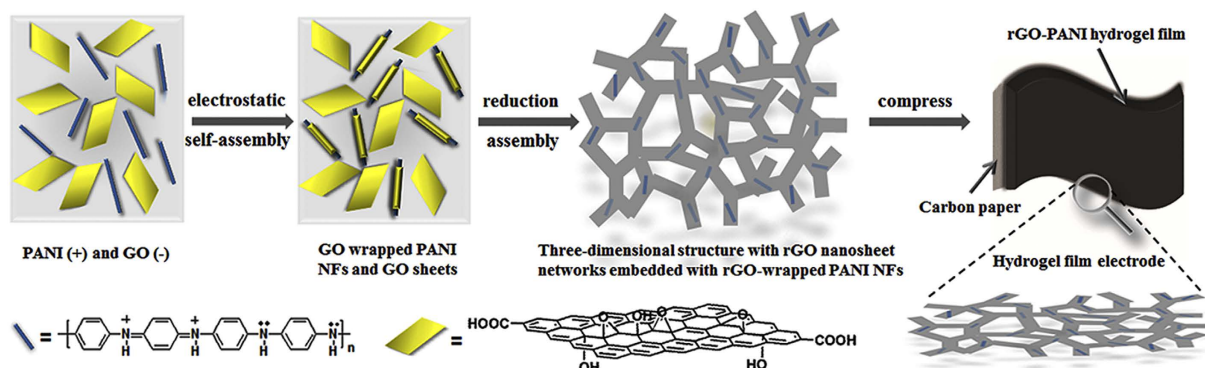 electrostatic
self-assembly
reduction
assembly
compress
rGO-PANI hydrogel film
Carbon paper
PANI (+) and GO (-)
GO wrapped PANI
NFs and GO sheets
Three-dimensional structure with rGO nanosheet
networks embedded with rGO-wrapped PANI NFs
Hydrogel film electrode
= + N H + N H N H N H n
= HOOC O OH O O COOH OH HO